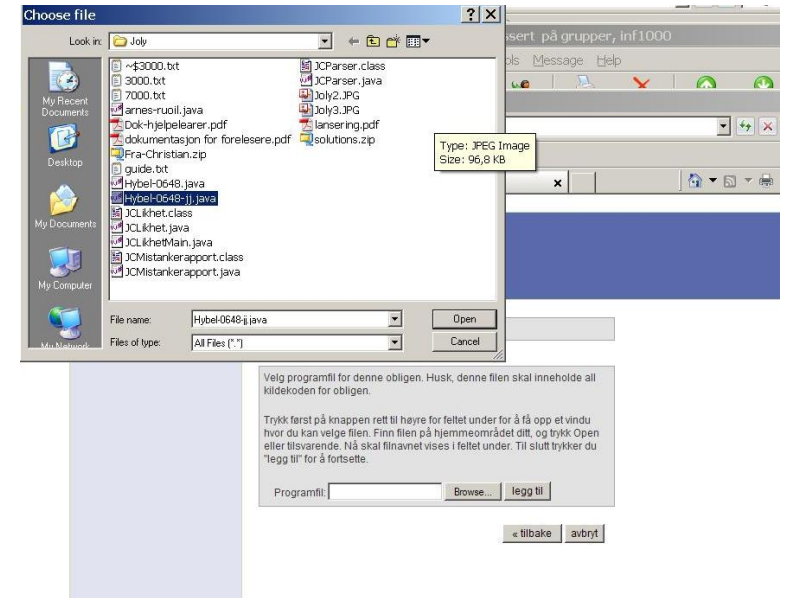 Choose file
Look in: Joly
My Recent
Documents
Desktop
My Documents
My Computer
My Network
~$3000.txt
3000.txt
7000.txt
arnes-ruoil.java
Dok-hjelpelearer.pdf
dokumentasjon for forelesere.pdf
Fra-Christian.zip
guide.txt
Hybel-0648.java
Hybel-0648-jj.java
JCLikhet.class
JCLikhet.java
JCLikhetMain.java
JCMistankerapport.class
JCMistankerapport.java
JCParser.class
JCParser.java
Joly2.JPG
Joly3.JPG
lansering.pdf
solutions.zip
Type: JPEG Image
Size: 96,8 KB
File name: Hybel-0648-jj.java Open
Files of type: All Files (*.*) Cancel
på grupper, inf1000
Message Help
Velg programfil for denne obligen. Husk, denne filen skal inneholde all
kildekoden for obligen.
Trykk først på knappen rett til høyre for feltet under for å få opp et vindu
hvor du kan velge filen. Finn filen på hjemmeområdet ditt, og trykk Open
eller tilsvarende. Nå skal filnavnet vises i feltet under. Til slutt trykker du
"legg til" for å fortsette.
Programfil: Browse... legg til
« tilbake avbryt